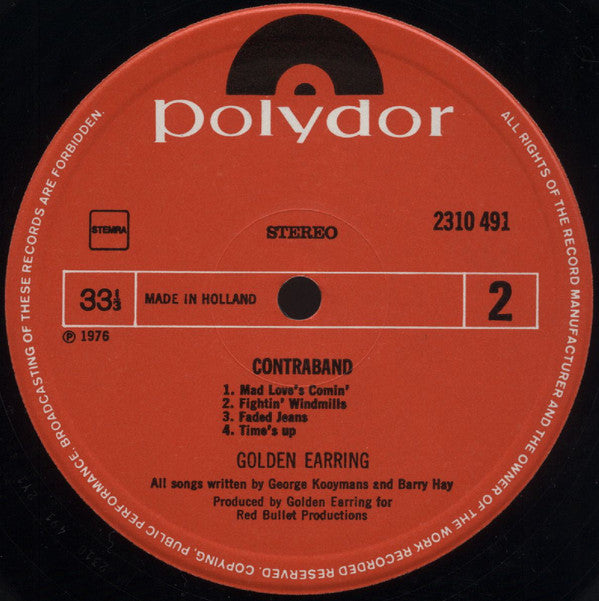 polydor
STEMRA
STEREO
2310 491
33 1/3
MADE IN HOLLAND
2
℗ 1976
CONTRABAND
1. Mad Love's Comin'
2. Fightin' Windmills
3. Faded Jeans
4. Time's up
GOLDEN EARRING
All songs written by George Kooymans and Barry Hay
Produced by Golden Earring for
Red Bullet Productions
ALL RIGHTS OF THE RECORD MANUFACTURER AND OF THE OWNER OF THE WORK RECORDED RESERVED. COPYING, PUBLIC PERFORMANCE, BROADCASTING OF THESE RECORDS ARE FORBIDDEN.